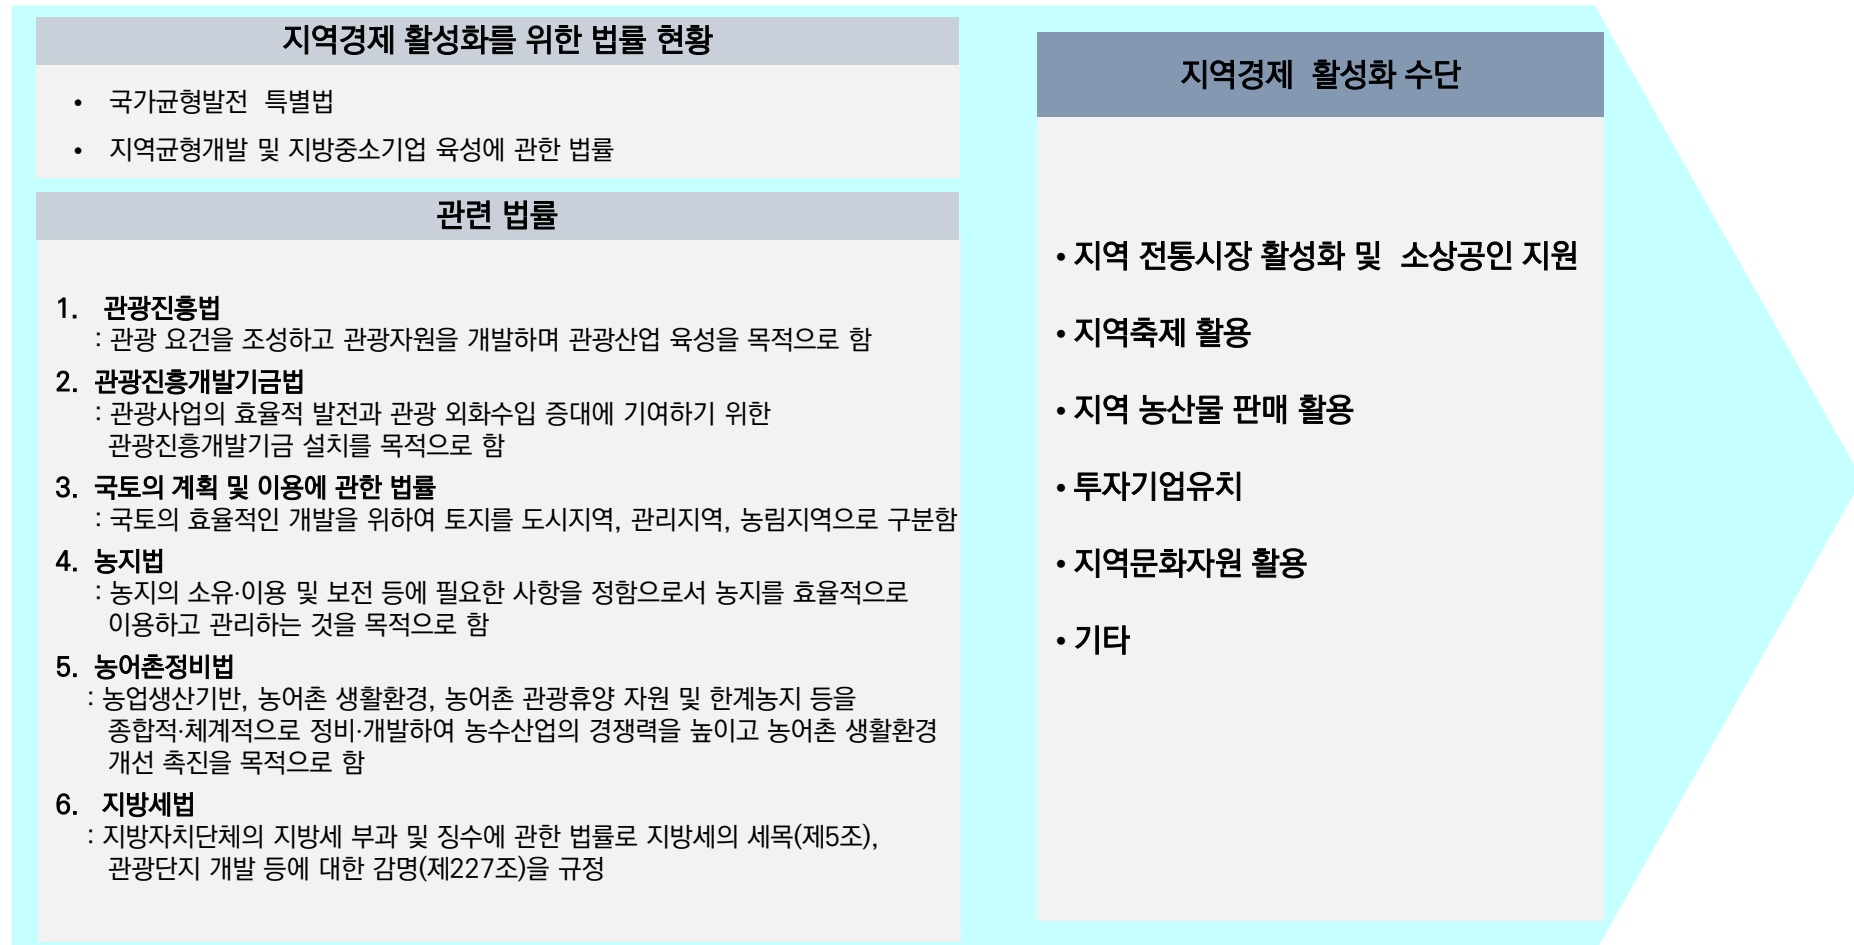 지역경제 활성화를 위한 법률 현황
• 국가균형발전 특별법
• 지역균형개발 및 지방중소기업 육성에 관한 법률
관련 법률
1. 관광진흥법
: 관광 요건을 조성하고 관광자원을 개발하며 관광산업 육성을 목적으로 함
2. 관광진흥개발기금법
: 관광사업의 효율적 발전과 관광 외화수입 증대에 기여하기 위한
관광진흥개발기금 설치를 목적으로 함
3. 국토의 계획 및 이용에 관한 법률
: 국토의 효율적인 개발을 위하여 토지를 도시지역, 관리지역, 농림지역으로 구분함
4. 농지법
: 농지의 소유·이용 및 보전 등에 필요한 사항을 정함으로서 농지를 효율적으로
이용하고 관리하는 것을 목적으로 함
5. 농어촌정비법
: 농업생산기반, 농어촌 생활환경, 농어촌 관광휴양 자원 및 한계농지 등을
종합적·체계적으로 정비·개발하여 농수산업의 경쟁력을 높이고 농어촌 생활환경
개선 촉진을 목적으로 함
6. 지방세법
: 지방자치단체의 지방세 부과 및 징수에 관한 법률로 지방세의 세목(제5조),
관광단지 개발 등에 대한 감명(제227조)을 규정
지역경제 활성화 수단
• 지역 전통시장 활성화 및 소상공인 지원
• 지역축제 활용
• 지역 농산물 판매 활용
• 투자기업유치
• 지역문화자원 활용
• 기타